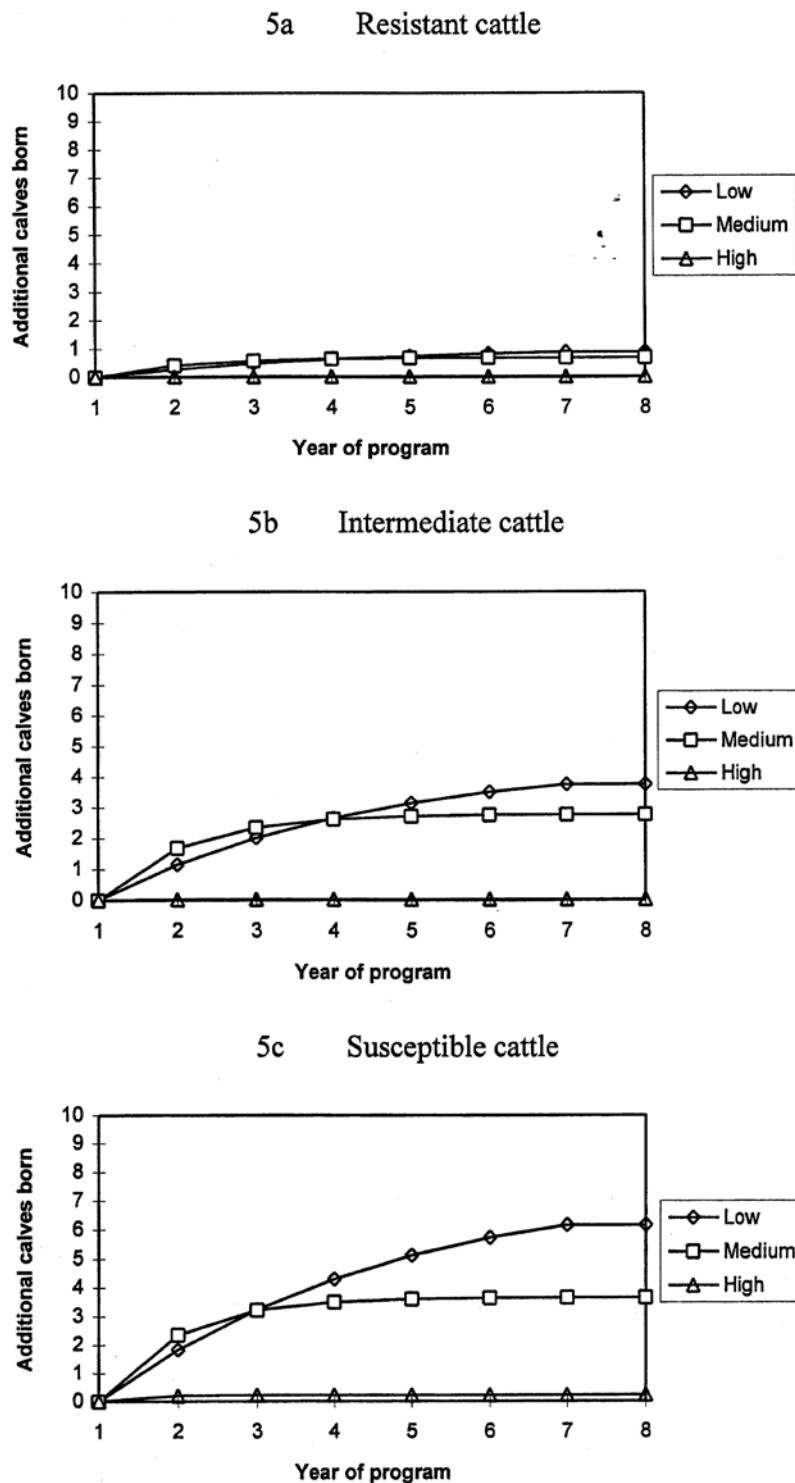 5a Resistant cattle
Additional calves born
10
9
8
7
6
5
4
3
2
1
0
1 2 3 4 5 6 7 8
Year of program
Low
Medium
High
5b Intermediate cattle
Additional calves born
10
9
8
7
6
5
4
3
2
1
0
1 2 3 4 5 6 7 8
Year of program
Low
Medium
High
5c Susceptible cattle
Additional calves born
10
9
8
7
6
5
4
3
2
1
0
1 2 3 4 5 6 7 8
Year of program
Low
Medium
High